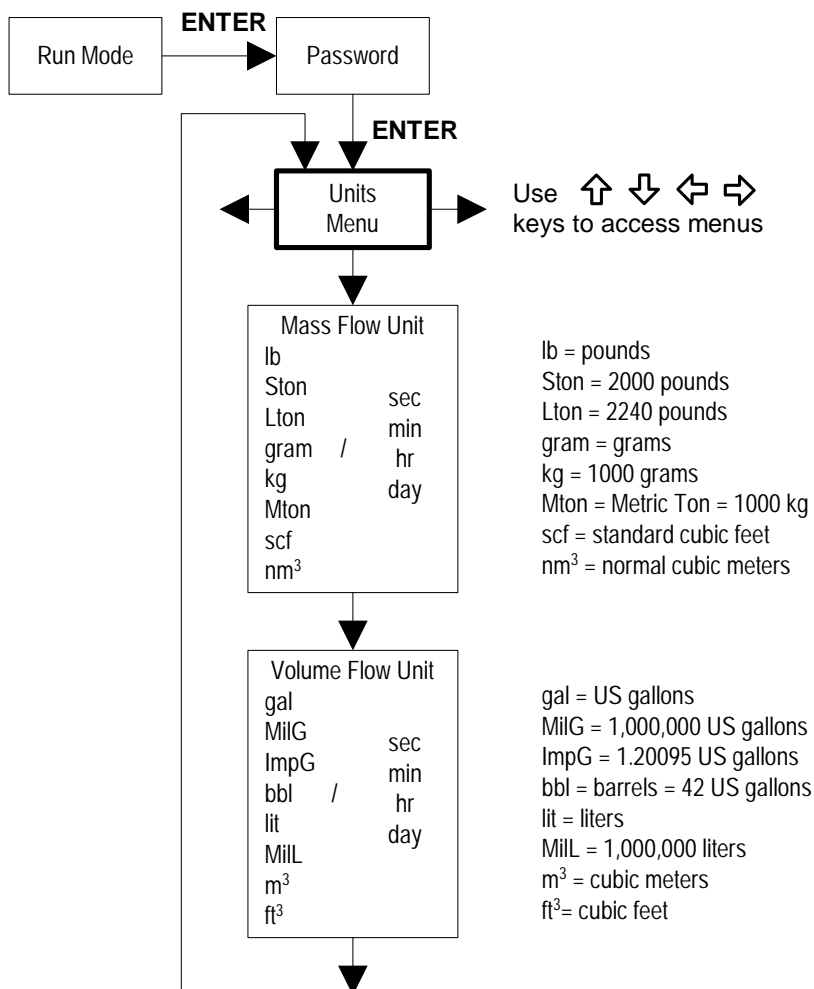 ENTER
Run Mode
Password
ENTER
Units
Menu
Use
keys to access menus
Mass Flow Unit
lb
Ston
Lton
gram /
kg
Mton
scf
nm³
sec
min
hr
day
lb = pounds
Ston = 2000 pounds
Lton = 2240 pounds
gram = grams
kg = 1000 grams
Mton = Metric Ton = 1000 kg
scf = standard cubic feet
nm³ = normal cubic meters
Volume Flow Unit
gal
MilG
ImpG
bbl /
lit
MilL
m³
ft³
sec
min
hr
day
gal = US gallons
MilG = 1,000,000 US gallons
ImpG = 1.20095 US gallons
bbl = barrels = 42 US gallons
lit = liters
MilL = 1,000,000 liters
m³ = cubic meters
ft³= cubic feet